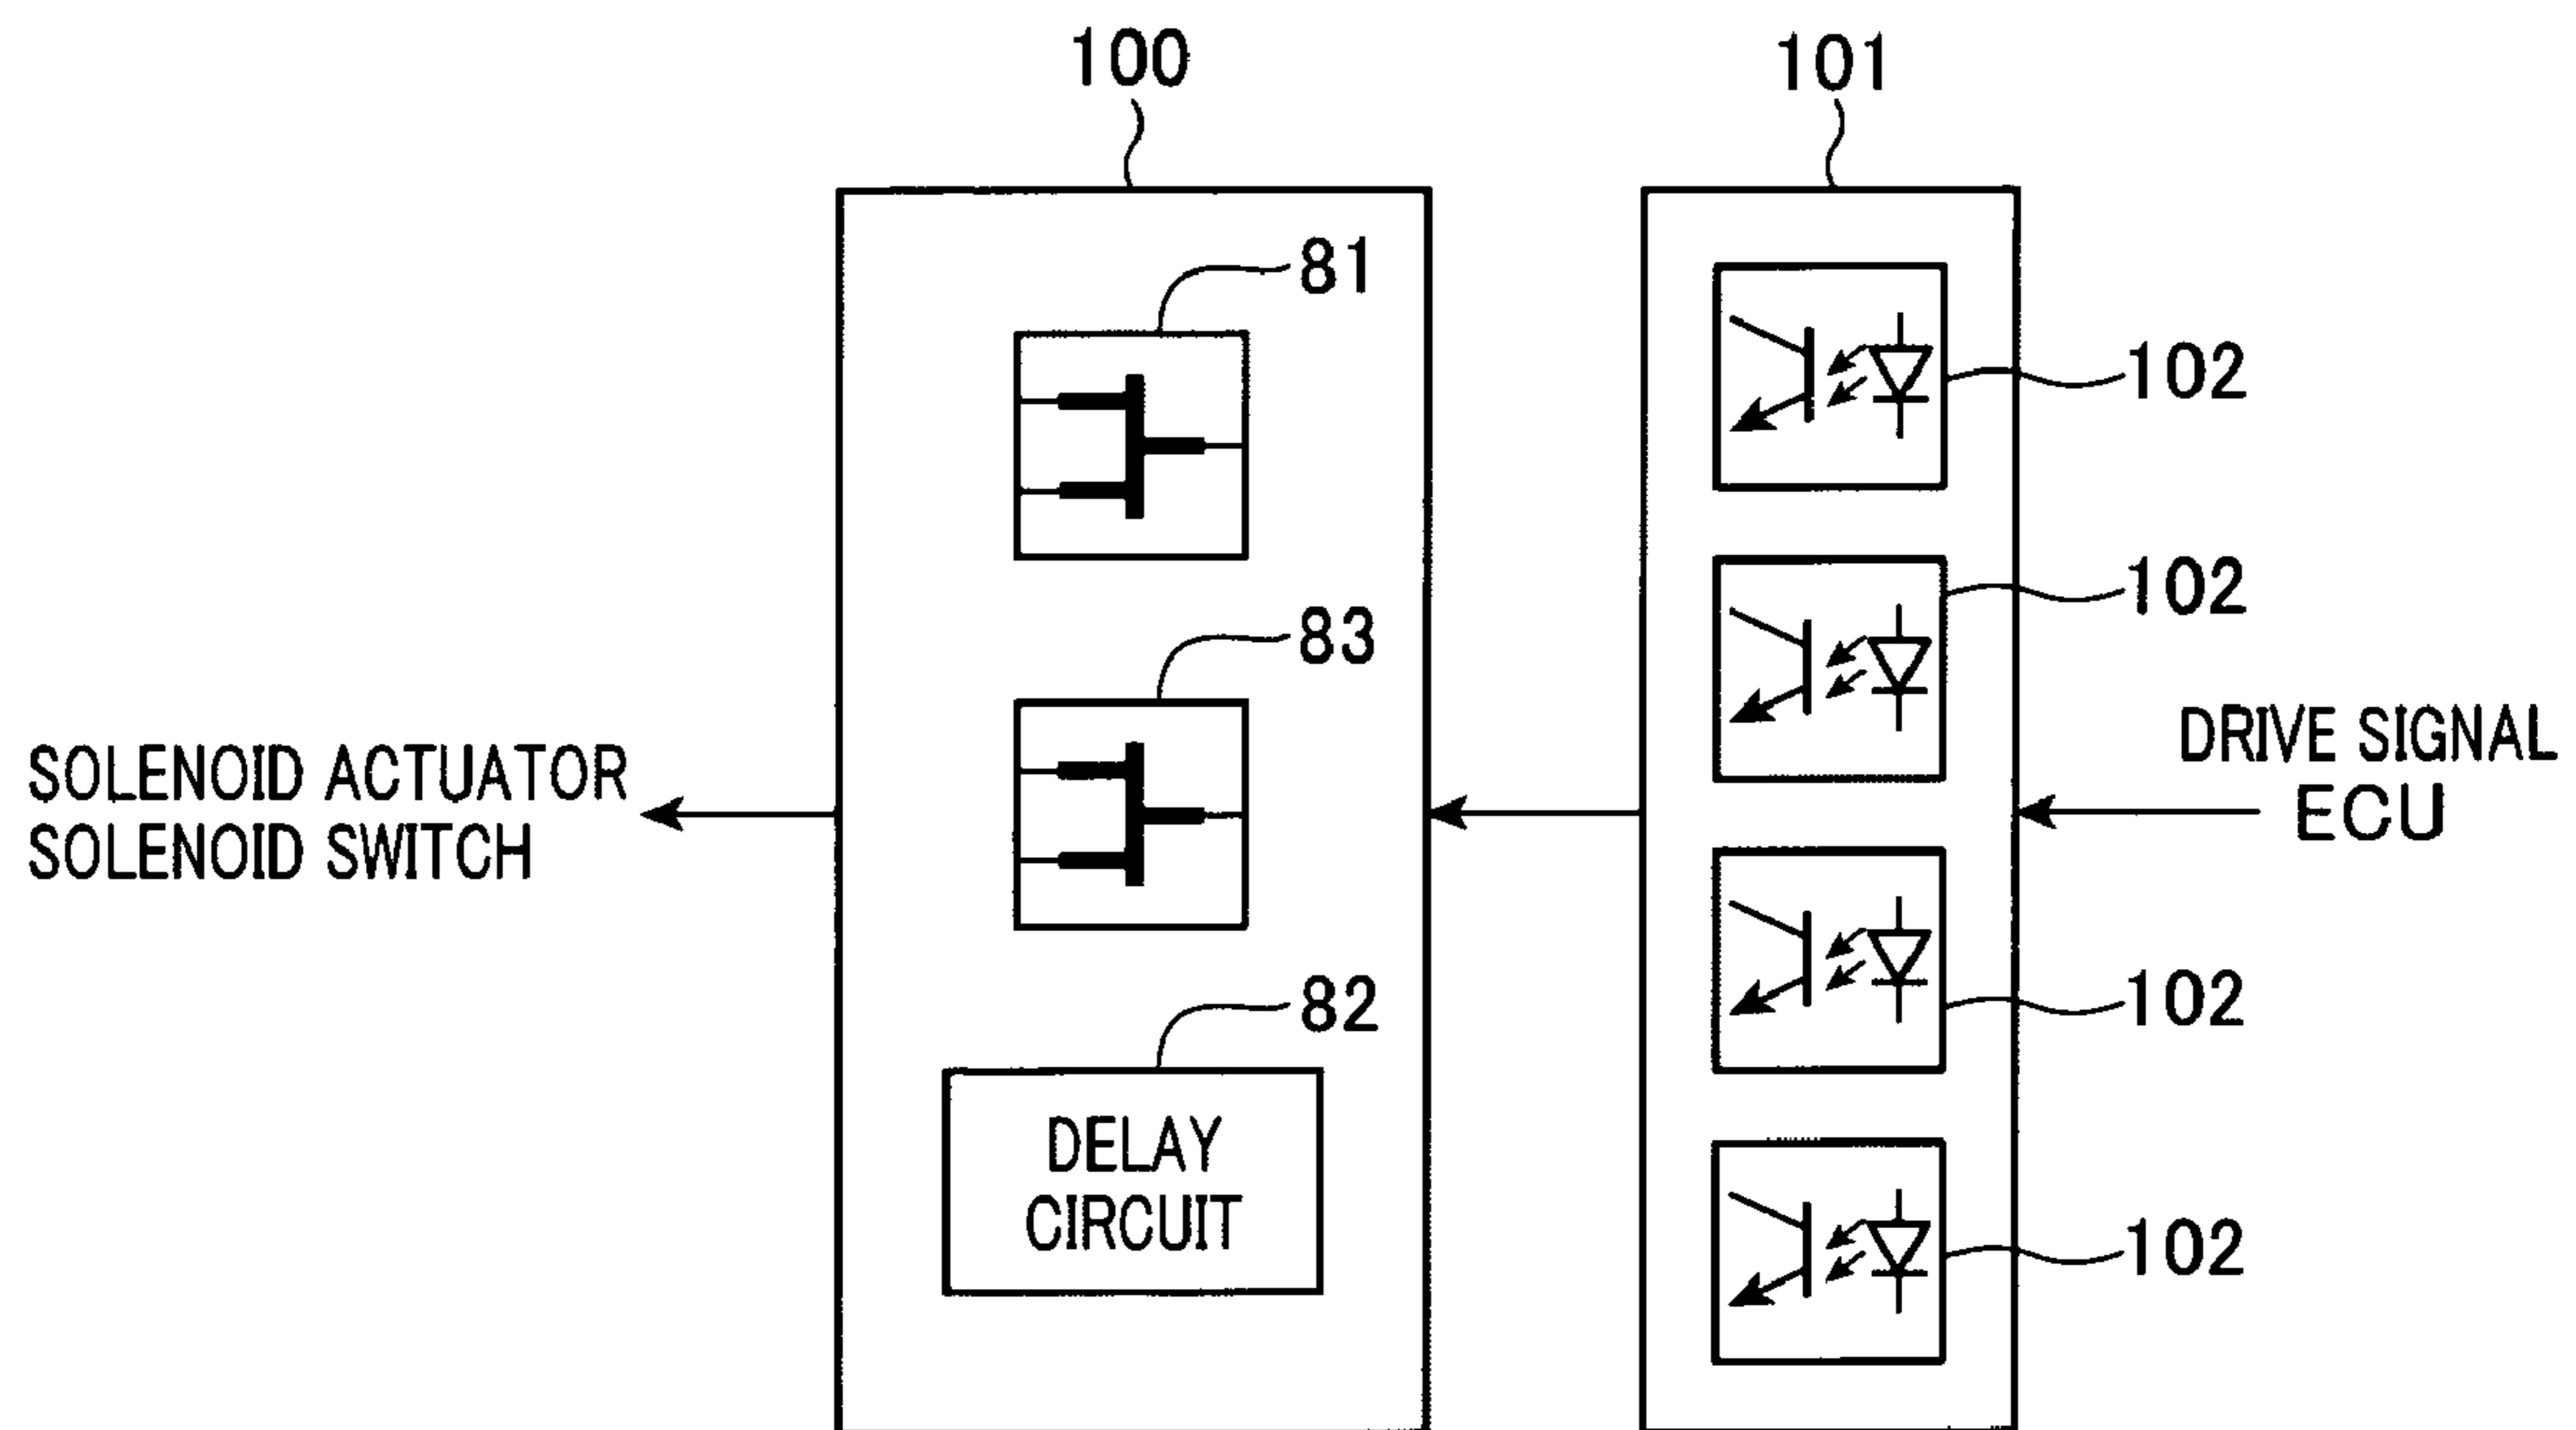 100
101
81
102
83
102
SOLENOID ACTUATOR
SOLENOID SWITCH
DRIVE SIGNAL
ECU
82
102
DELAY
CIRCUIT
102